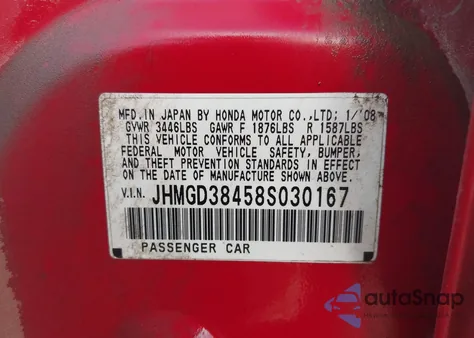 MFD.IN JAPAN BY HONDA MOTOR CO.,LTD; 1/'08
GVWR 3446LBS GAWR F 1876LBS R 1587LBS
THIS VEHICLE CONFORMS TO ALL APPLICABLE
FEDERAL MOTOR VEHICLE SAFETY, BUMPER,
AND THEFT PREVENTION STANDARDS IN EFFECT
ON THE DATE OF MANUFACTURE SHOWN ABOVE.
V.I.N. JHMGD38458S030167
PASSENGER CAR
autoSnap